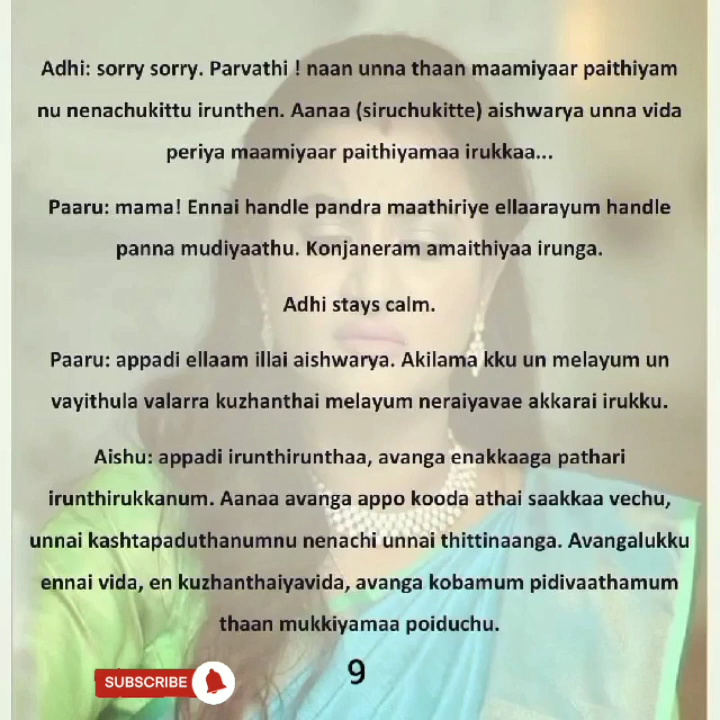 Adhi: sorry sorry. Parvathi ! naan unna thaan maamiyaar paithiyam
nu nenachukittu irunthen. Aanaa (siruchukitte) aishwarya unna vida
periya maamiyaar paithiyamaa irukkaa...
Paaru: mama! Ennai handle pandra maathiriye ellaarayum handle
panna mudiyaathu. Konjaneram amaithiyaa irunga.
Adhi stays calm.
Paaru: appadi ellaam illai aishwarya. Akilama kku un melayum un
vayithula valarra kuzhanthai melayum neraiyavae akkarai irukku.
Aishu: appadi irunthirunthaa, avanga enakkaaga pathari
irunthirukkanum. Aanaa avanga appo kooda athai saakkaa vechu,
unnai kashtapaduthanumnu nenachi unnai thittinaanga. Avangalukku
ennai vida, en kuzhanthaiyavida, avanga kobamum pidivaathamum
thaan mukkiyamaa poiduchu.
9
SUBSCRIBE